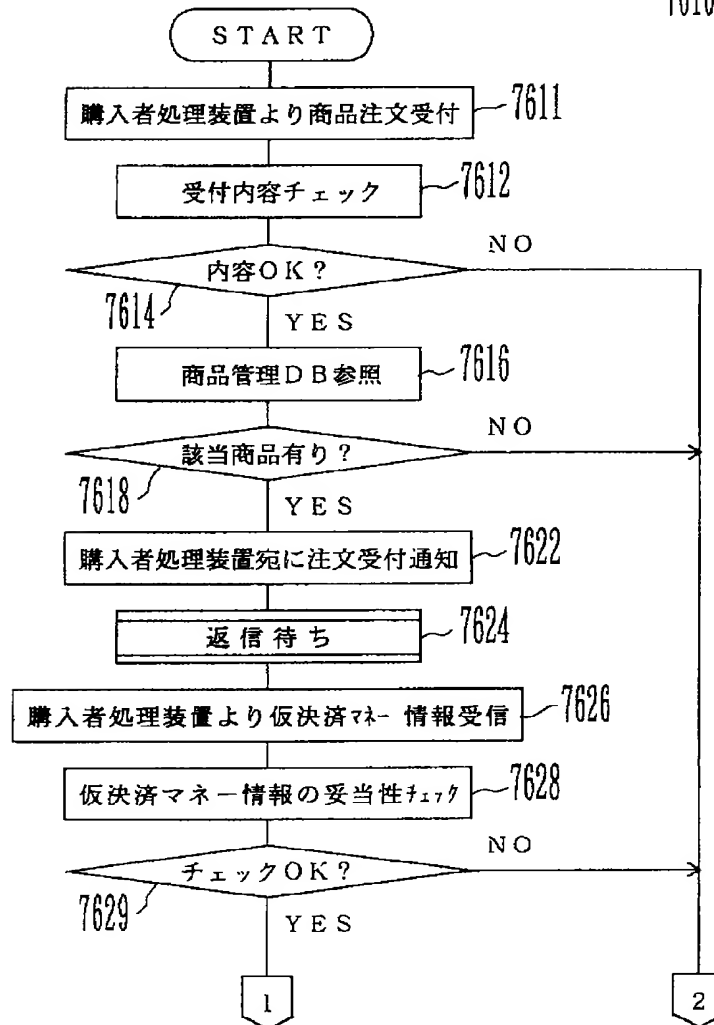 7610
START
購入者処理装置より商品注文受付
7611
受付内容チェック
7612
NO
内容OK?
7614
YES
商品管理DB参照
7616
NO
該当商品有り?
7618
YES
購入者処理装置宛に注文受付通知
7622
返信待ち
7624
購入者処理装置より仮決済マネー情報受信
7626
仮決済マネー情報の妥当性チェック
7628
NO
チェックOK?
7629
YES
1
2